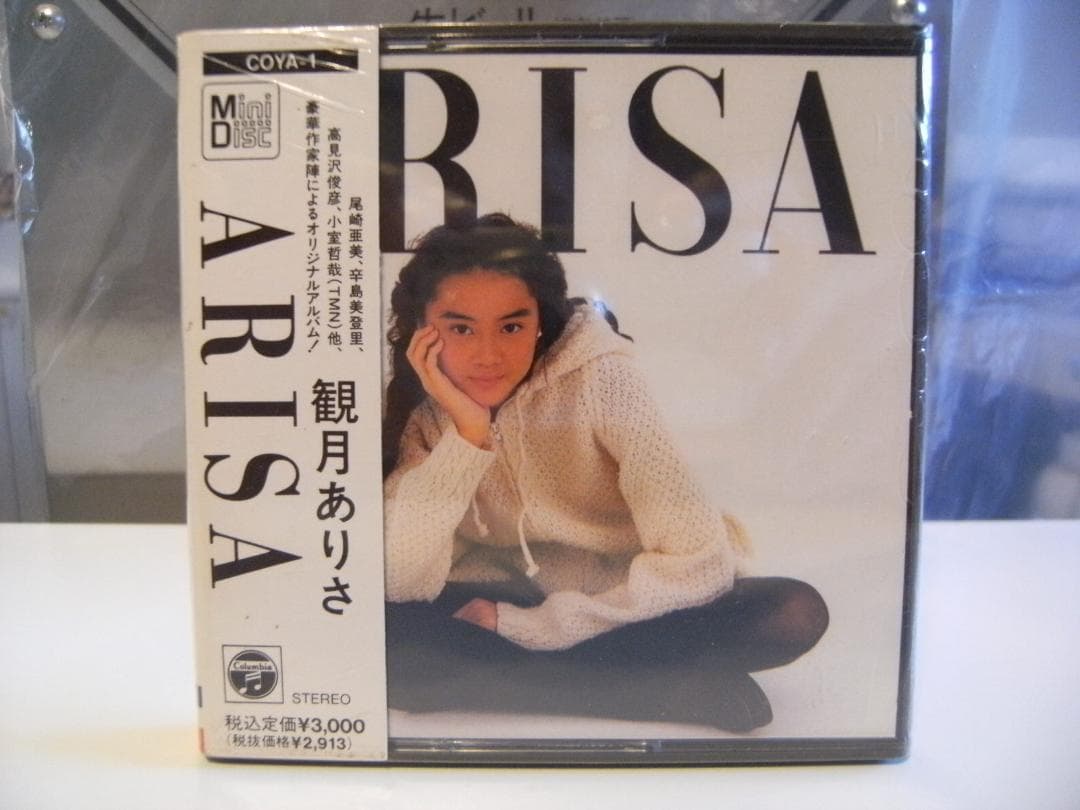 COYA-1
Mini
Disc
尾崎亜美、辛島美登里、
高見沢俊彦、小室哲哉(TMN)他、
豪華作家陣によるオリジナルアルバム!
ARISA
観月ありさ
Columbia
STEREO
税込定価¥3,000
(税抜価格¥2,913)
RISA